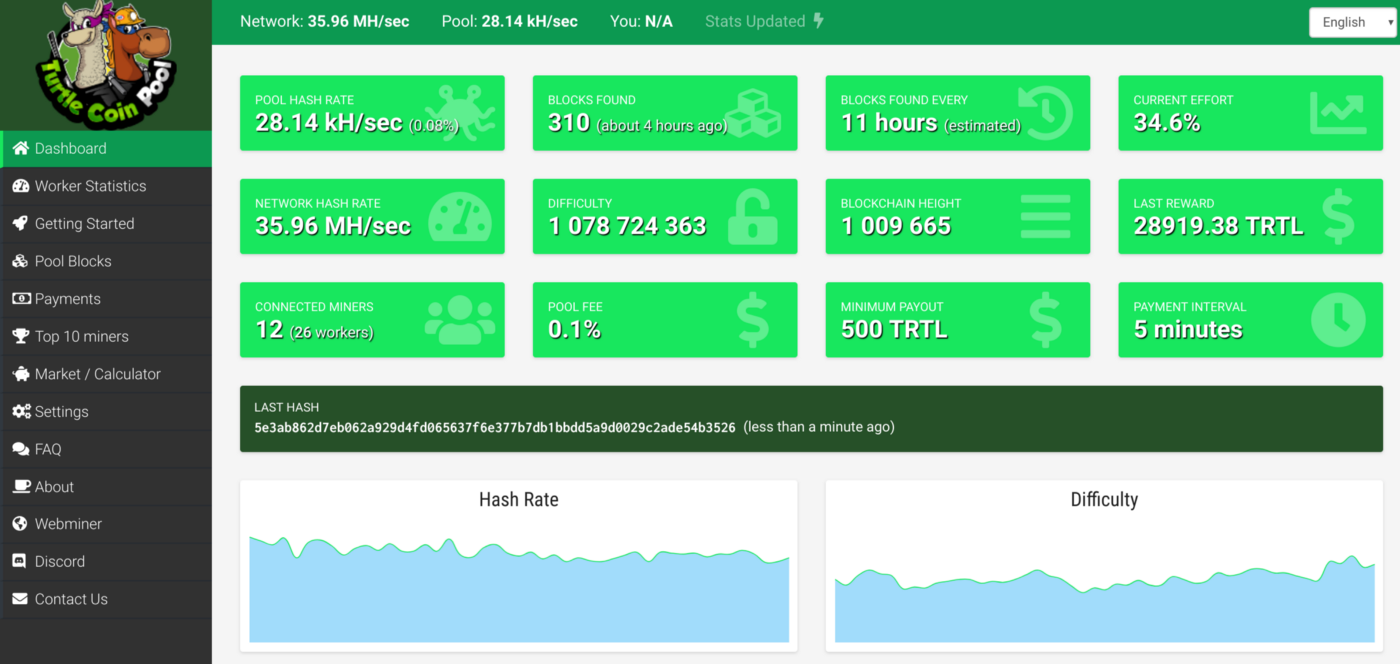 Turtle Coin Pool
Network: 35.96 MH/sec Pool: 28.14 kH/sec You: N/A Stats Updated English
Dashboard
Worker Statistics
Getting Started
Pool Blocks
Payments
Top 10 miners
Market / Calculator
Settings
FAQ
About
Webminer
Discord
Contact Us
POOL HASH RATE
28.14 kH/sec (0.08%)
BLOCKS FOUND
310 (about 4 hours ago)
BLOCKS FOUND EVERY
11 hours (estimated)
CURRENT EFFORT
34.6%
NETWORK HASH RATE
35.96 MH/sec
DIFFICULTY
1 078 724 363
BLOCKCHAIN HEIGHT
1 009 665
LAST REWARD
28919.38 TRTL
CONNECTED MINERS
12 (26 workers)
POOL FEE
0.1%
MINIMUM PAYOUT
500 TRTL
PAYMENT INTERVAL
5 minutes
LAST HASH
5e3ab862d7eb062a929d4fd065637f6e377b7db1bbdd5a9d0029c2ade54b3526 (less than a minute ago)
Hash Rate
Difficulty